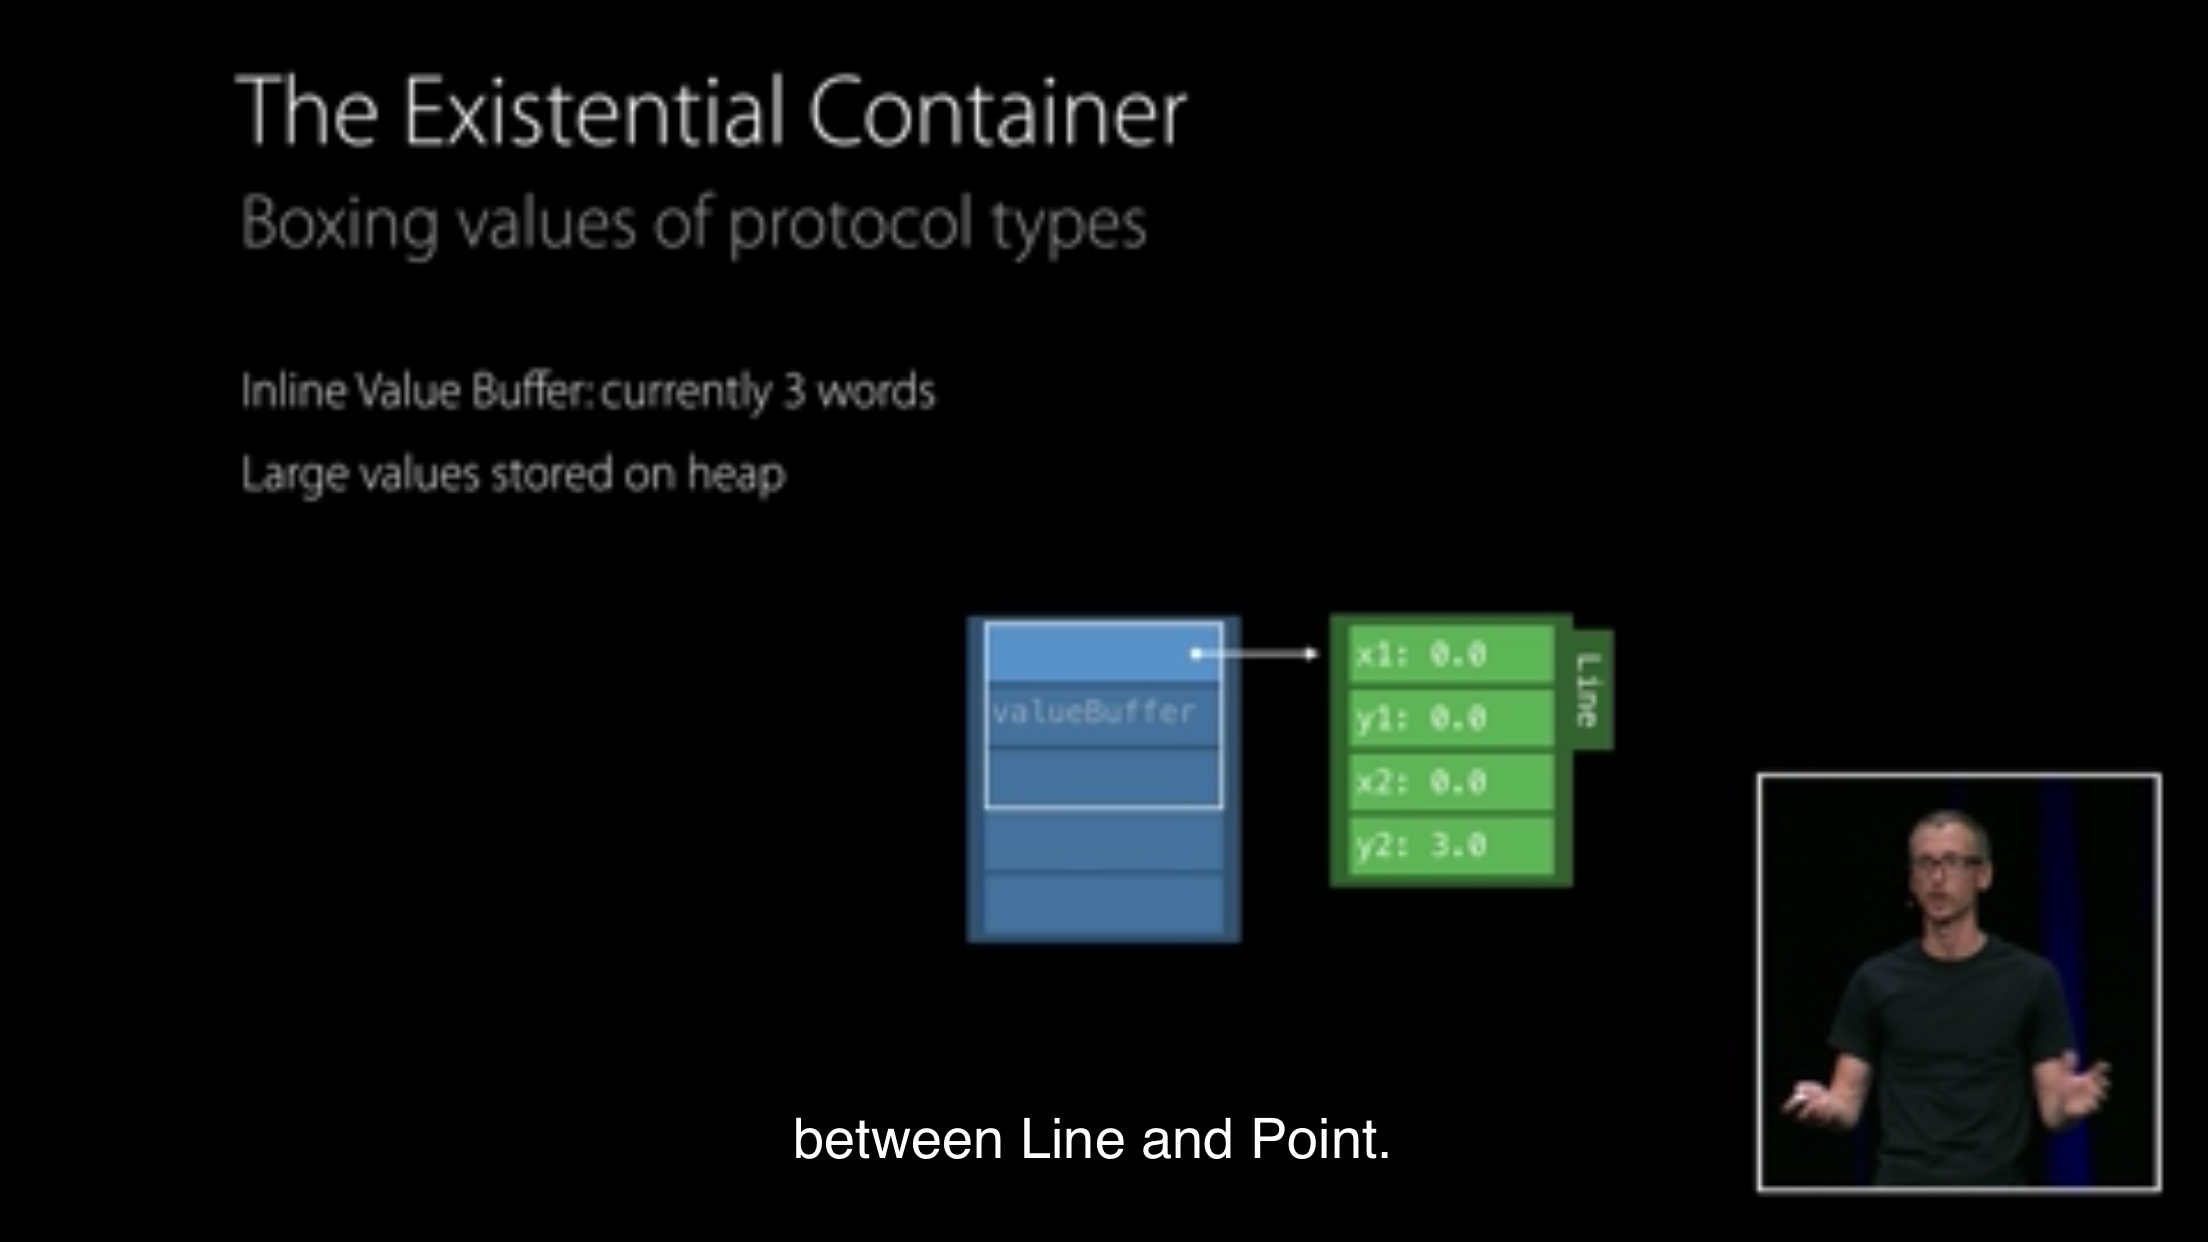 The Existential Container
Boxing values of protocol types
Inline Value Buffer: currently 3 words
Large values stored on heap
valueBuffer
x1: 0.0
y1: 0.0
x2: 0.0
y2: 3.0
Line
between Line and Point.